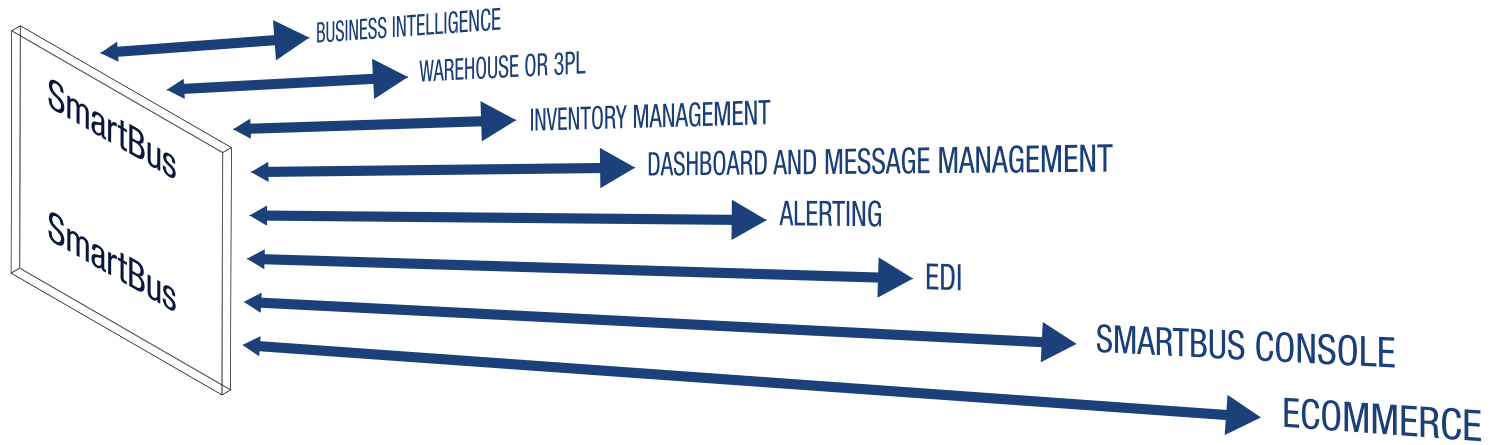 SmartBus
SmartBus
BUSINESS INTELLIGENCE
WAREHOUSE OR 3PL
INVENTORY MANAGEMENT
DASHBOARD AND MESSAGE MANAGEMENT
ALERTING
EDI
SMARTBUS CONSOLE
ECOMMERCE